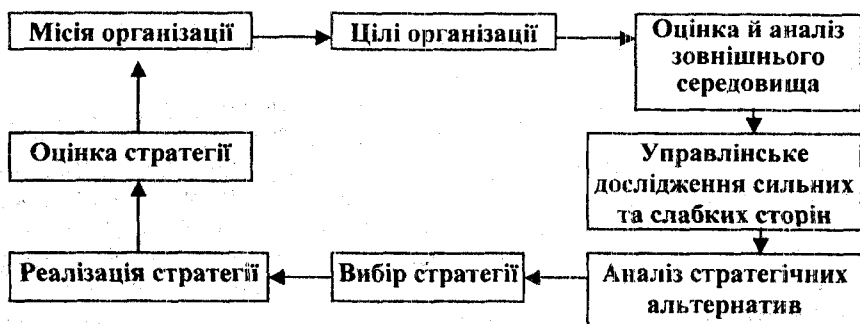 Місія організації
Цілі організації
Оцінка й аналіз
зовнішнього
середовища
Управлінське
дослідження сильних
та слабких сторін
Аналіз стратегічних
альтернатив
Вибір стратегії
Реалізація стратегії
Оцінка стратегії